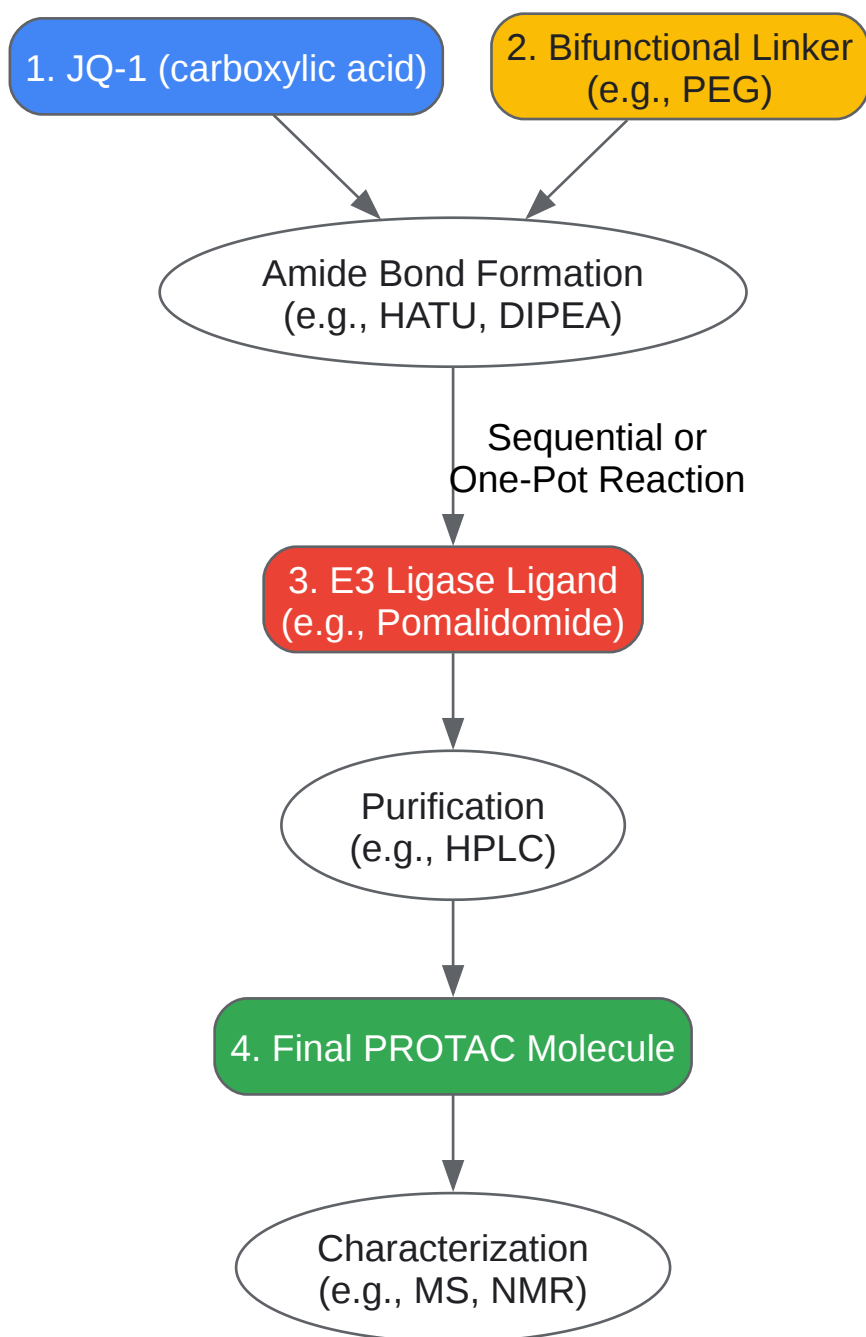 1. JQ-1 (carboxylic acid)
2. Bifunctional Linker
(e.g., PEG)
Amide Bond Formation
(e.g., HATU, DIPEA)
Sequential or
One-Pot Reaction
3. E3 Ligase Ligand
(e.g., Pomalidomide)
Purification
(e.g., HPLC)
4. Final PROTAC Molecule
Characterization
(e.g., MS, NMR)